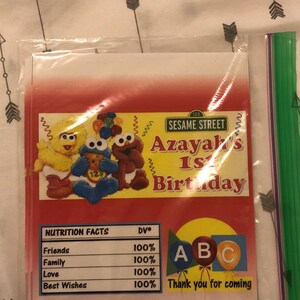 SESAME STREET
Azayah's
1st
Birthday
NUTRITION FACTS DV*
Friends 100%
Family 100%
Love 100%
Best Wishes 100%
A B C
Thank you for coming